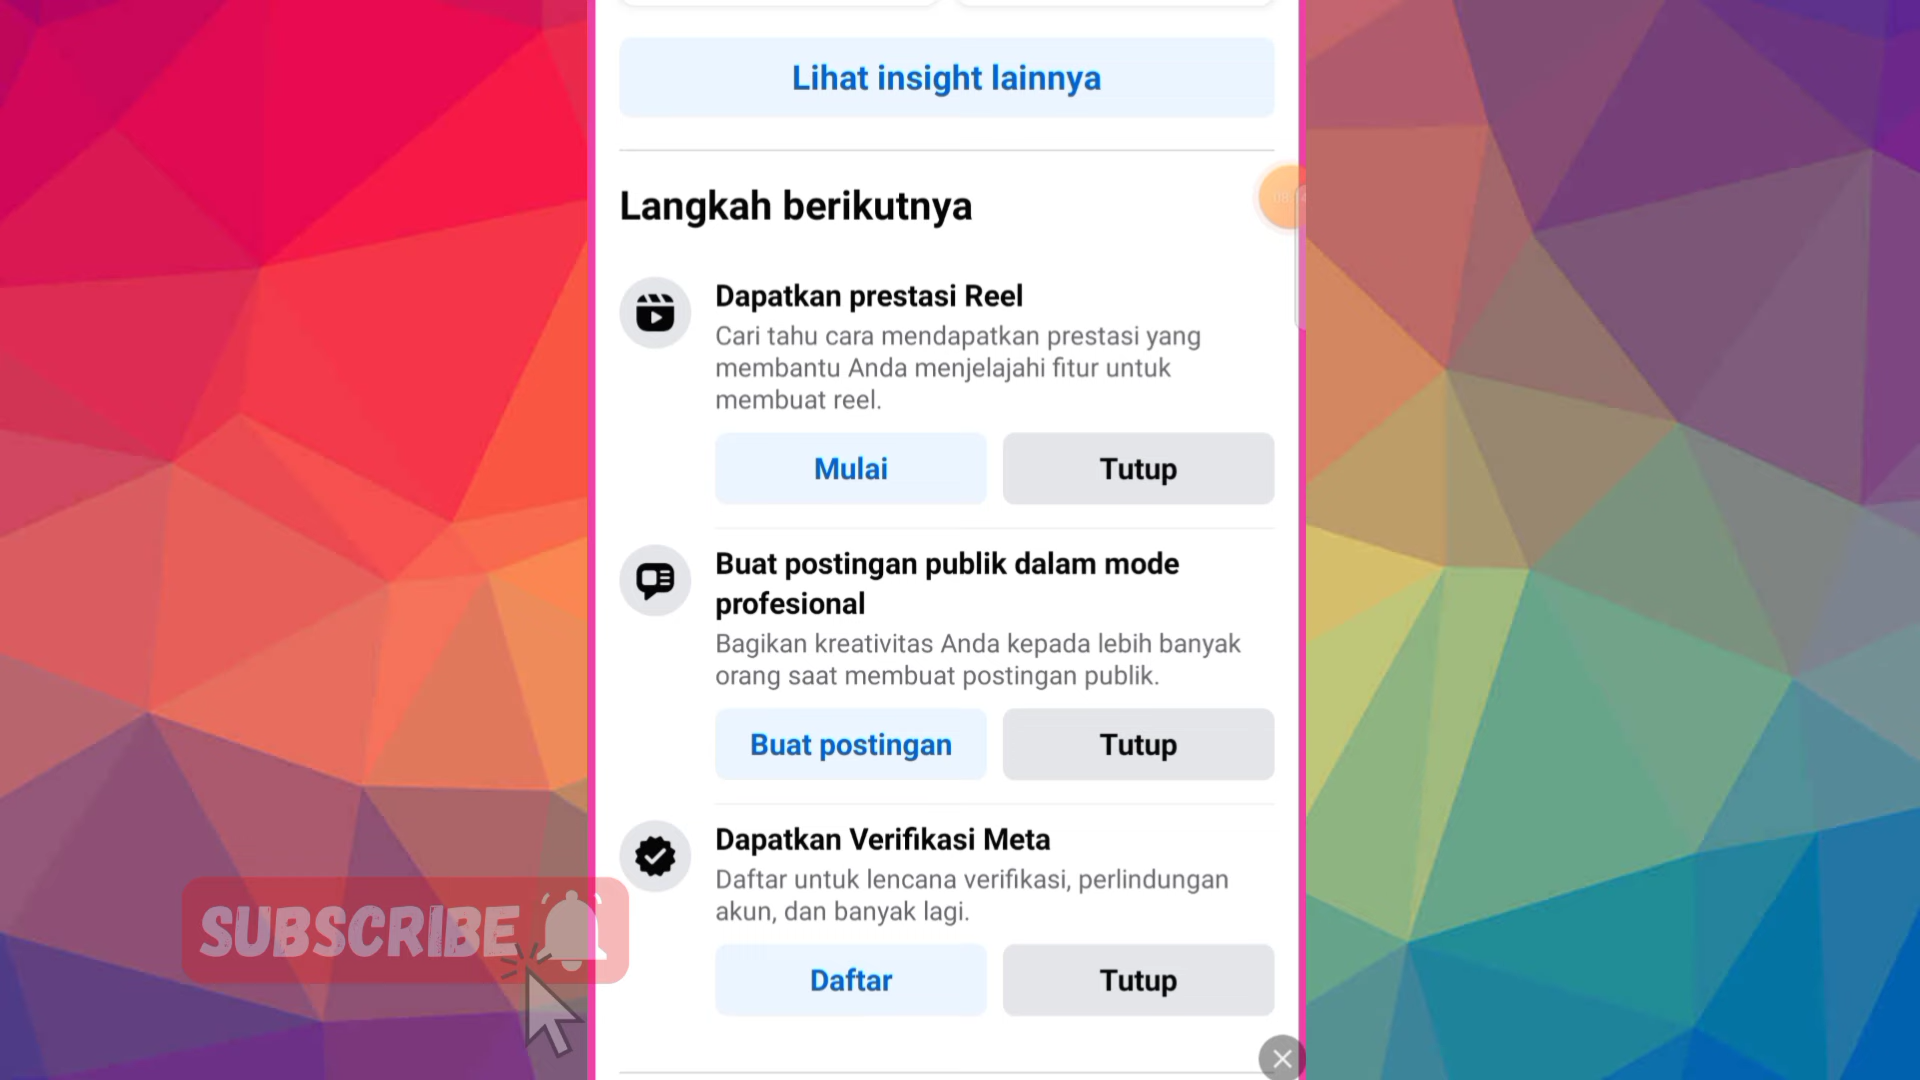 Lihat insight lainnya
Langkah berikutnya
Dapatkan prestasi Reel
Cari tahu cara mendapatkan prestasi yang
membantu Anda menjelajahi fitur untuk
membuat reel.
Mulai
Tutup
Buat postingan publik dalam mode
profesional
Bagikan kreativitas Anda kepada lebih banyak
orang saat membuat postingan publik.
Buat postingan
Tutup
Dapatkan Verifikasi Meta
Daftar untuk lencana verifikasi, perlindungan
akun, dan banyak lagi.
Daftar
Tutup
SUBSCRIBE